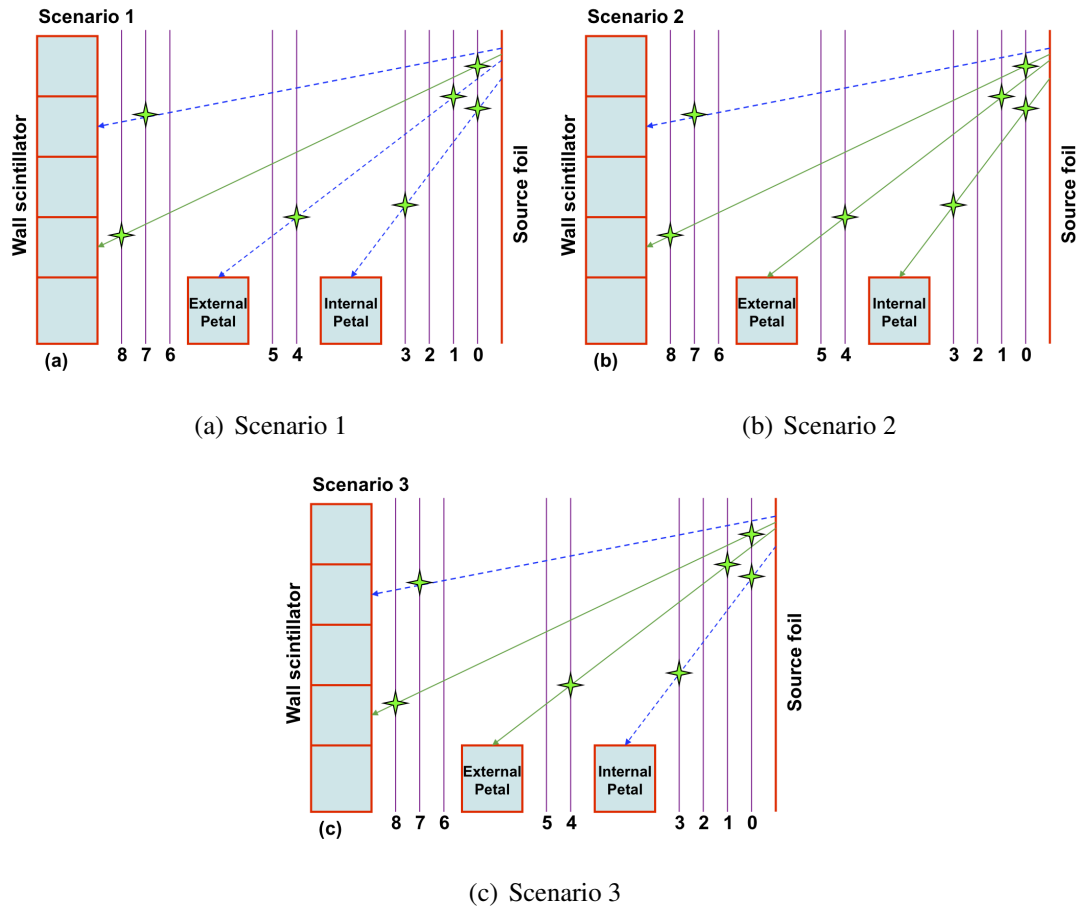 Scenario 1
Wall scintillator
External
Petal
Internal
Petal
Source foil
8 7 6 5 4 3 2 1 0
(a)
(a) Scenario 1
Scenario 2
Wall scintillator
External
Petal
Internal
Petal
Source foil
8 7 6 5 4 3 2 1 0
(b)
(b) Scenario 2
Scenario 3
Wall scintillator
External
Petal
Internal
Petal
Source foil
8 7 6 5 4 3 2 1 0
(c)
(c) Scenario 3